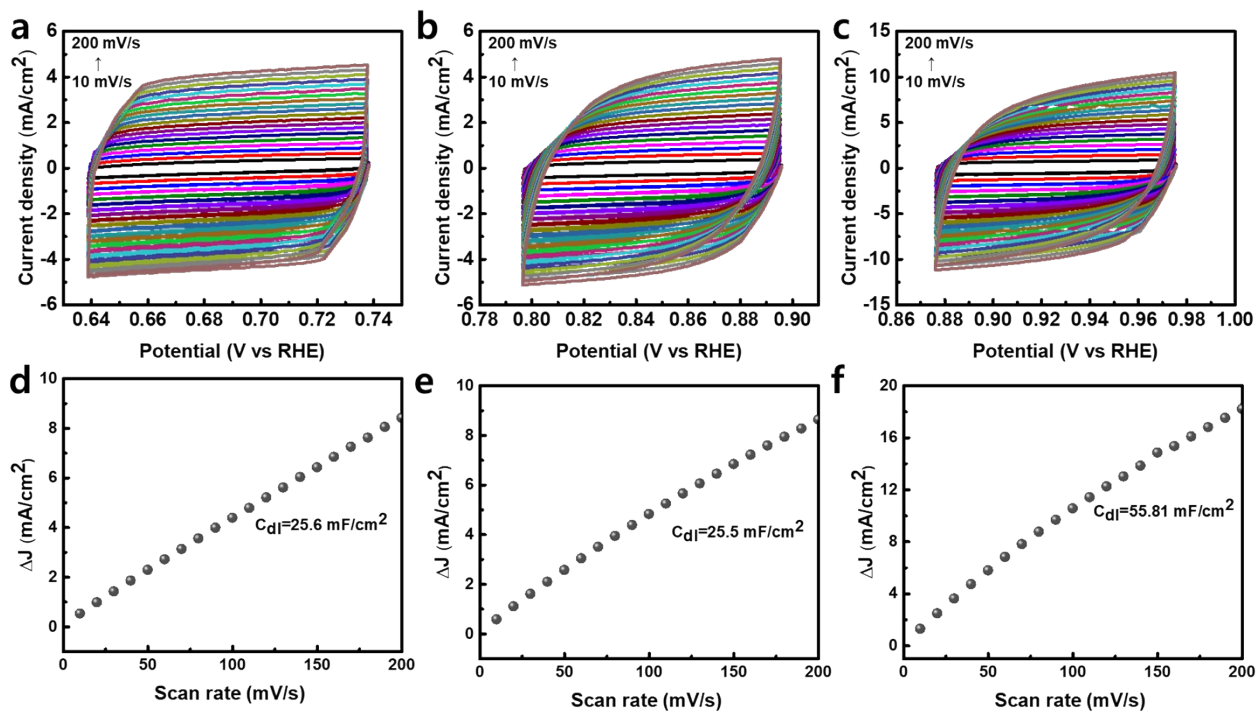 a
200 mV/s
↑
10 mV/s
Current density (mA/cm²)
6
4
2
0
-2
-4
-6
0.64 0.66 0.68 0.70 0.72 0.74
Potential (V vs RHE)
b
200 mV/s
↑
10 mV/s
Current density (mA/cm²)
6
4
2
0
-2
-4
-6
0.78 0.80 0.82 0.84 0.86 0.88 0.90
Potential (V vs RHE)
c
200 mV/s
↑
10 mV/s
Current density (mA/cm²)
15
10
5
0
-5
-10
-15
0.86 0.88 0.90 0.92 0.94 0.96 0.98 1.00
Potential (V vs RHE)
d
ΔJ (mA/cm²)
10
8
6
4
2
0
C_dl=25.6 mF/cm²
0 50 100 150 200
Scan rate (mV/s)
e
ΔJ (mA/cm²)
10
8
6
4
2
0
C_dl=25.5 mF/cm²
0 50 100 150 200
Scan rate (mV/s)
f
ΔJ (mA/cm²)
20
16
12
8
4
0
C_dl=55.81 mF/cm²
0 50 100 150 200
Scan rate (mV/s)